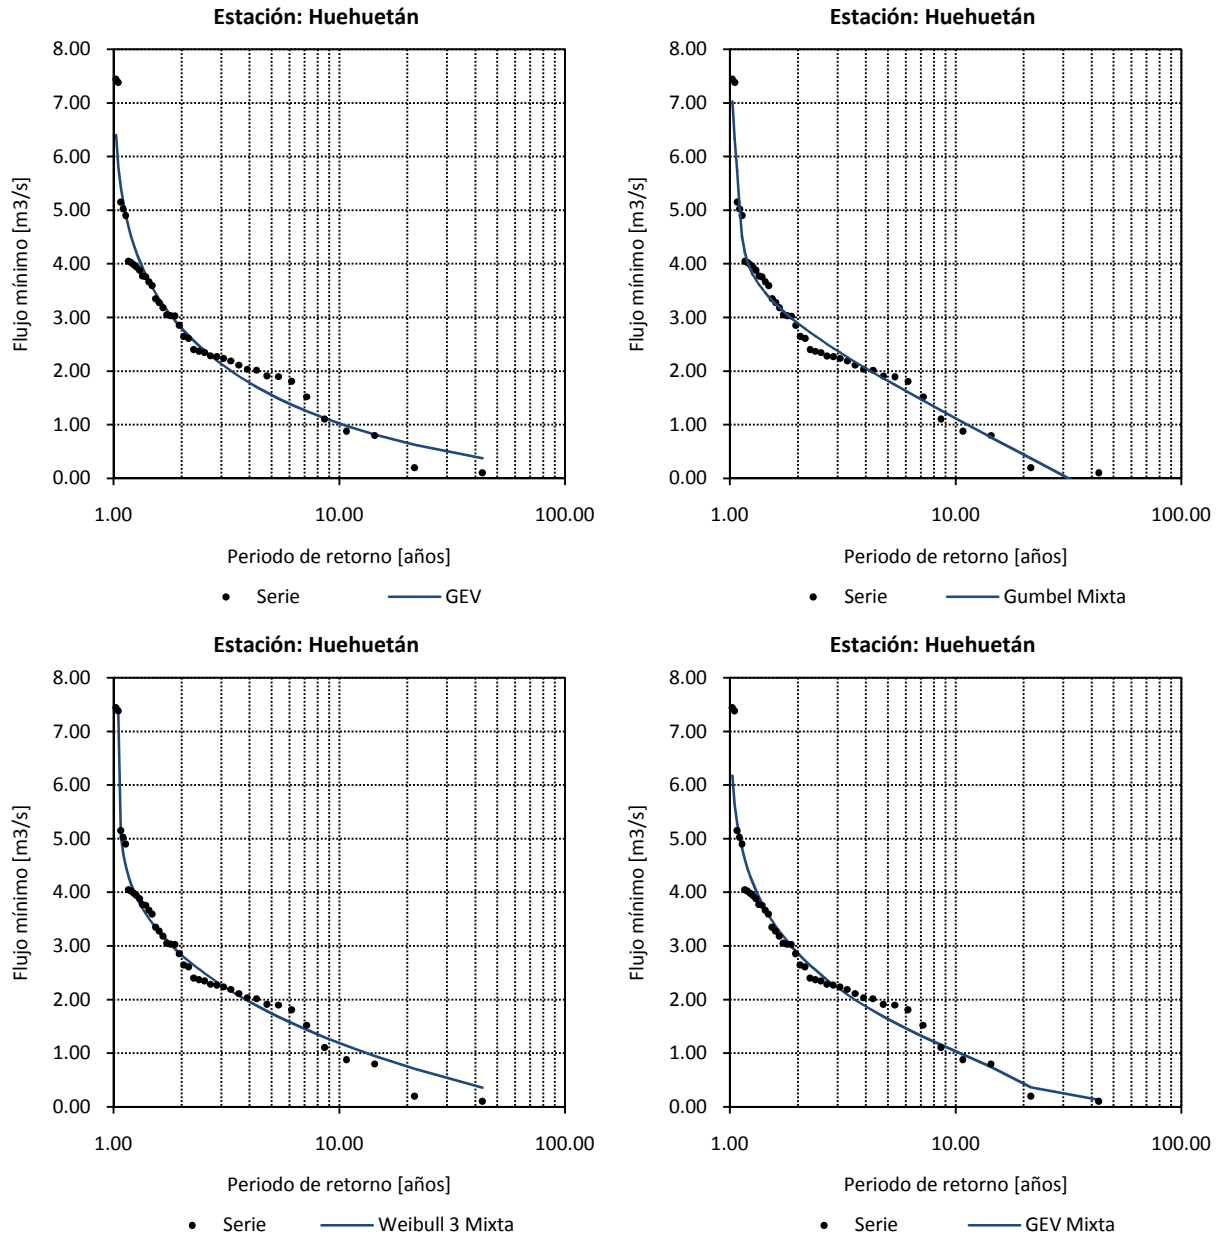 Estación: Huehuetán
8.00
7.00
6.00
5.00
4.00
3.00
2.00
1.00
0.00
Flujo mínimo [m3/s]
1.00 10.00 100.00
Periodo de retorno [años]
Serie GEV
Estación: Huehuetán
8.00
7.00
6.00
5.00
4.00
3.00
2.00
1.00
0.00
Flujo mínimo [m3/s]
1.00 10.00 100.00
Periodo de retorno [años]
Serie Gumbel Mixta
Estación: Huehuetán
8.00
7.00
6.00
5.00
4.00
3.00
2.00
1.00
0.00
Flujo mínimo [m3/s]
1.00 10.00 100.00
Periodo de retorno [años]
Serie Weibull 3 Mixta
Estación: Huehuetán
8.00
7.00
6.00
5.00
4.00
3.00
2.00
1.00
0.00
Flujo mínimo [m3/s]
1.00 10.00 100.00
Periodo de retorno [años]
Serie GEV Mixta